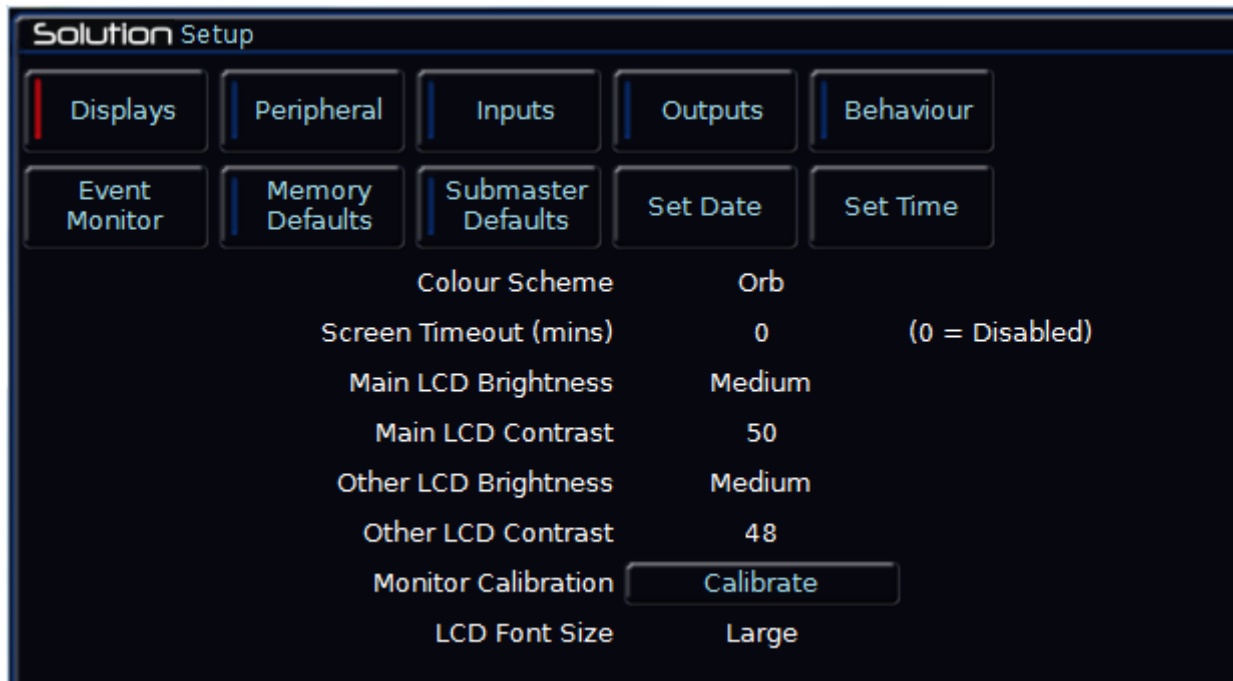 Solution Setup
Displays Peripheral Inputs Outputs Behaviour
Event Monitor Memory Defaults Submaster Defaults Set Date Set Time
Colour Scheme Orb
Screen Timeout (mins) 0 (0 = Disabled)
Main LCD Brightness Medium
Main LCD Contrast 50
Other LCD Brightness Medium
Other LCD Contrast 48
Monitor Calibration Calibrate
LCD Font Size Large